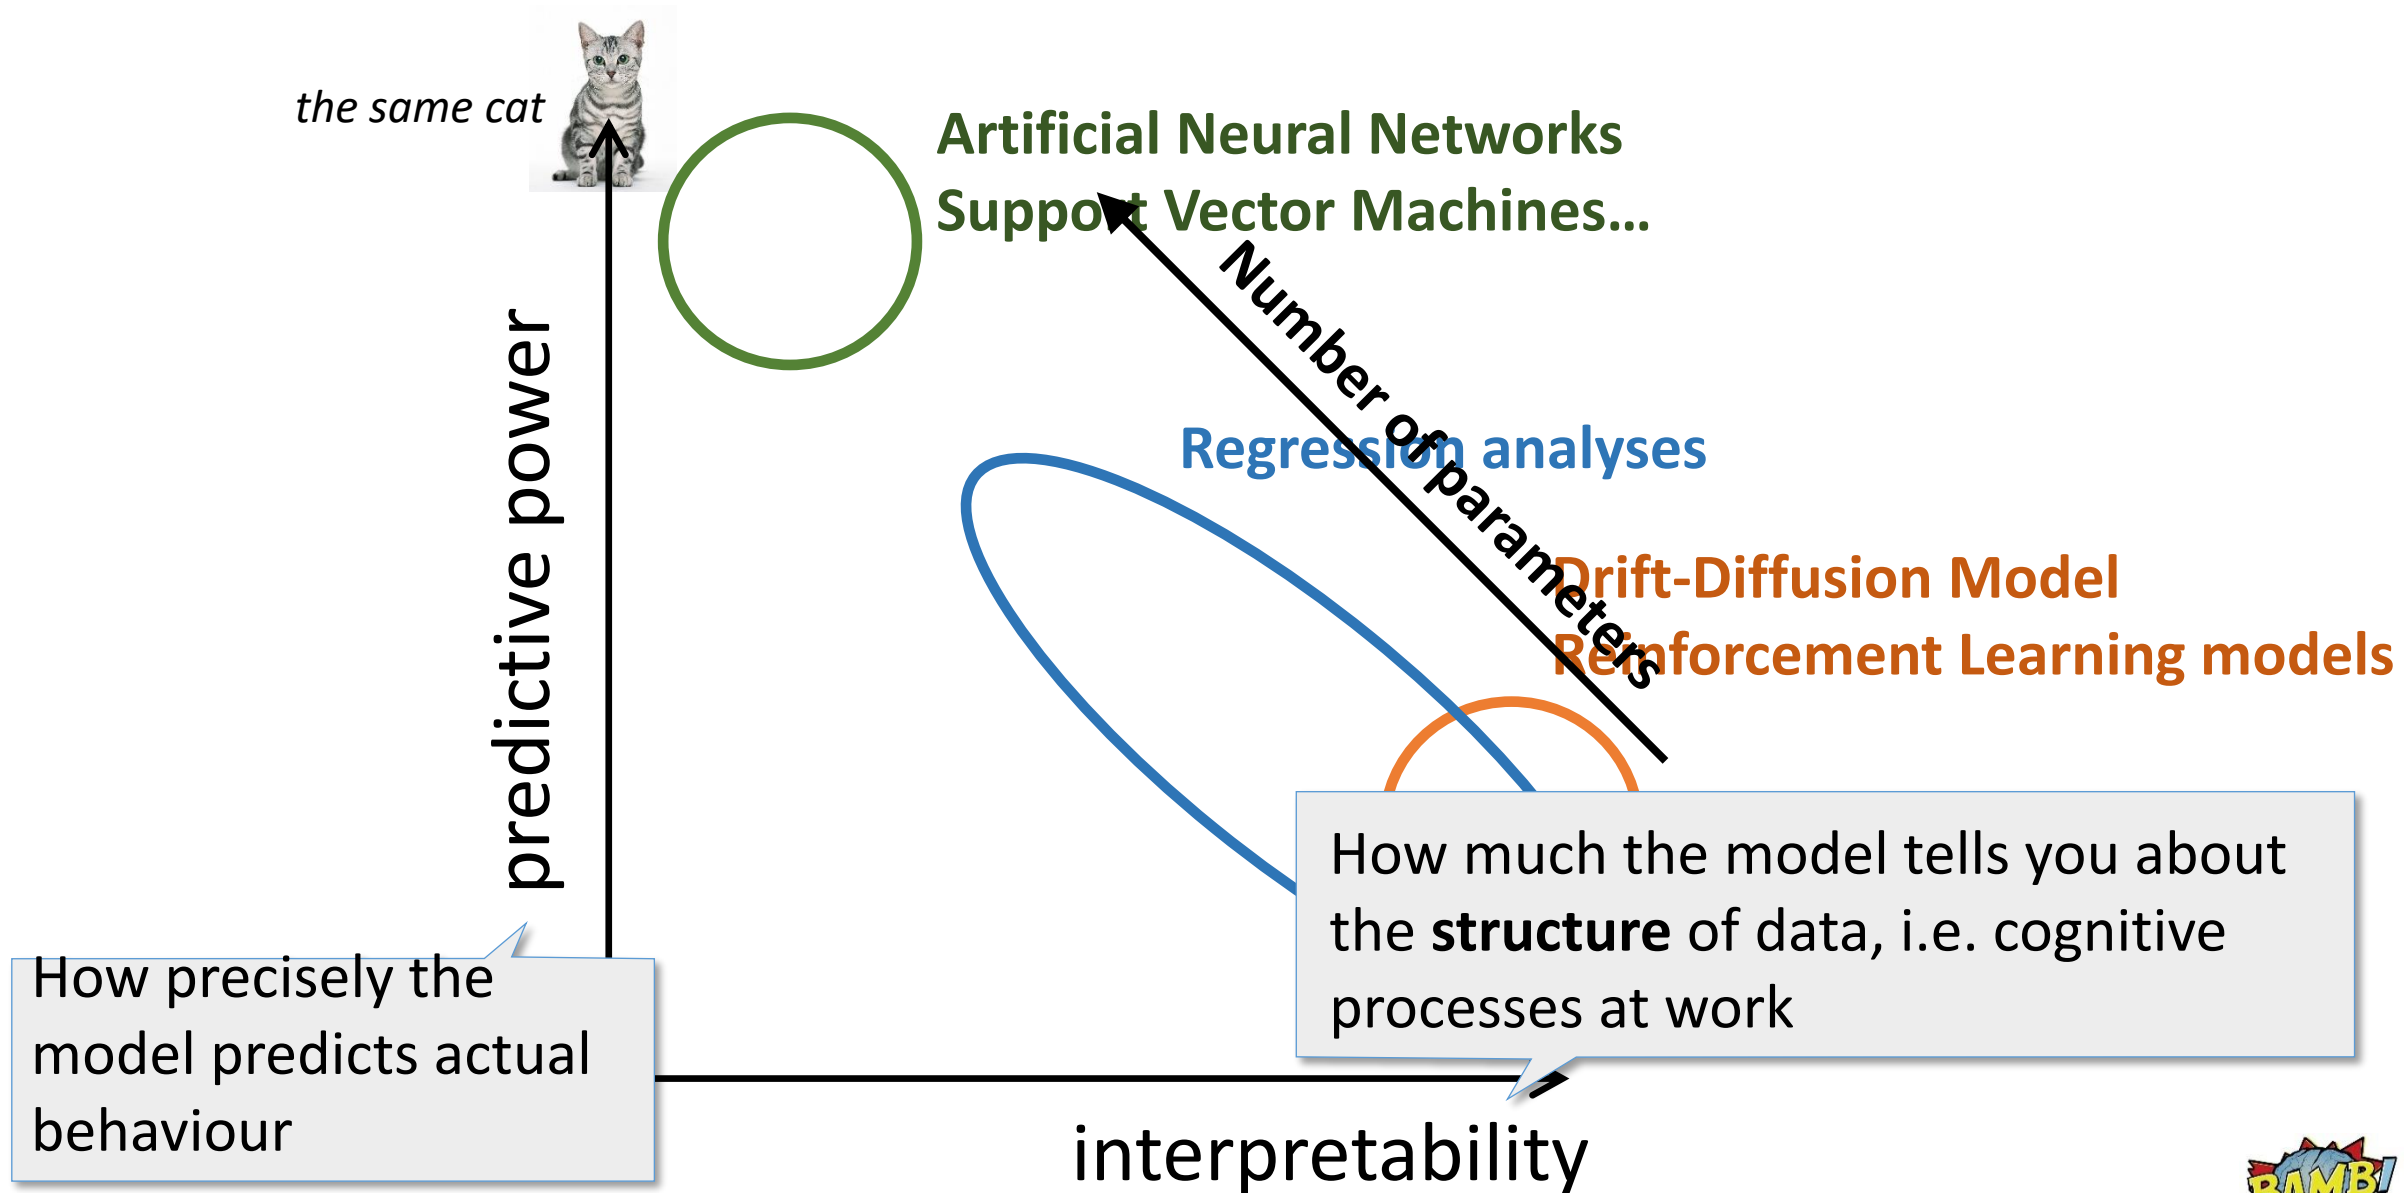 the same cat
Artificial Neural Networks
Support Vector Machines...
Number of parameters
Regression analyses
Drift-Diffusion Model
Reinforcement Learning models
predictive power
How much the model tells you about
the structure of data, i.e. cognitive
processes at work
How precisely the
model predicts actual
behaviour
interpretability
BAMBI